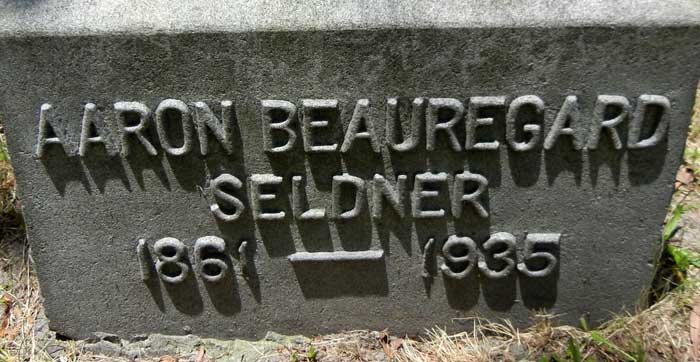 AARON BEAUREGARD
SELDNER
1861 — 1935